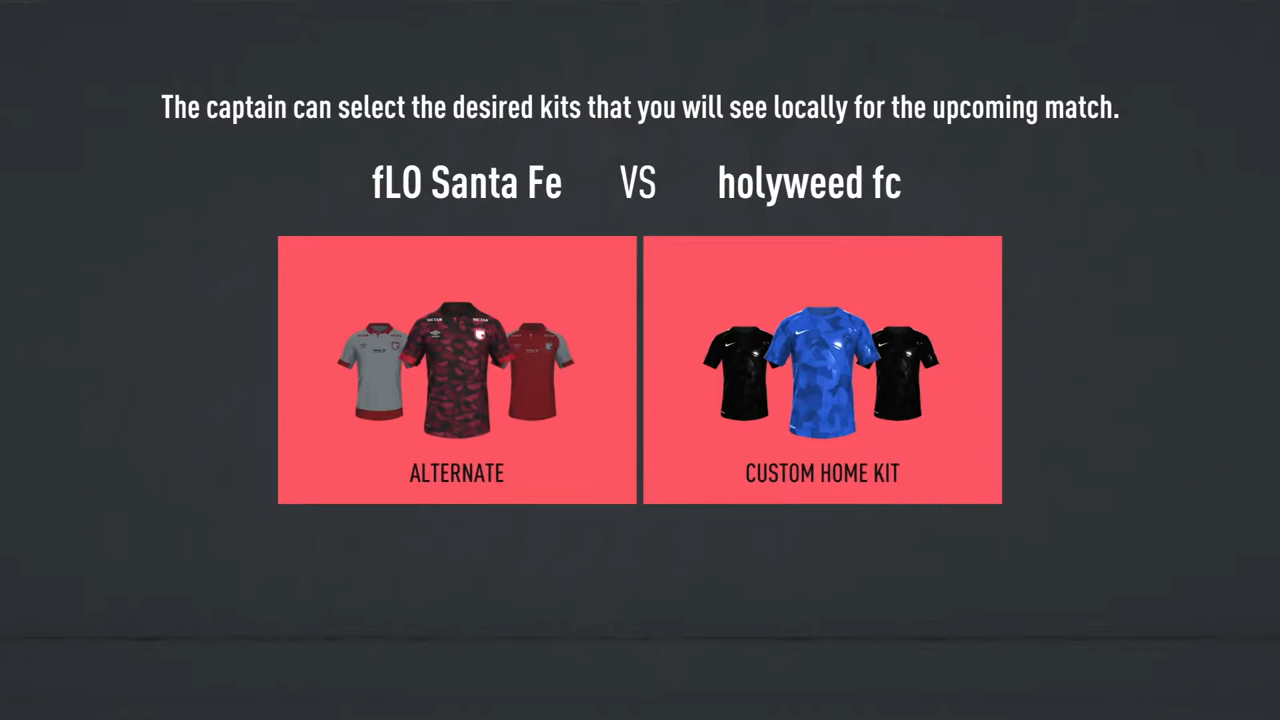 The captain can select the desired kits that you will see locally for the upcoming match.
fLO Santa Fe VS holyweed fc
ALTERNATE
CUSTOM HOME KIT